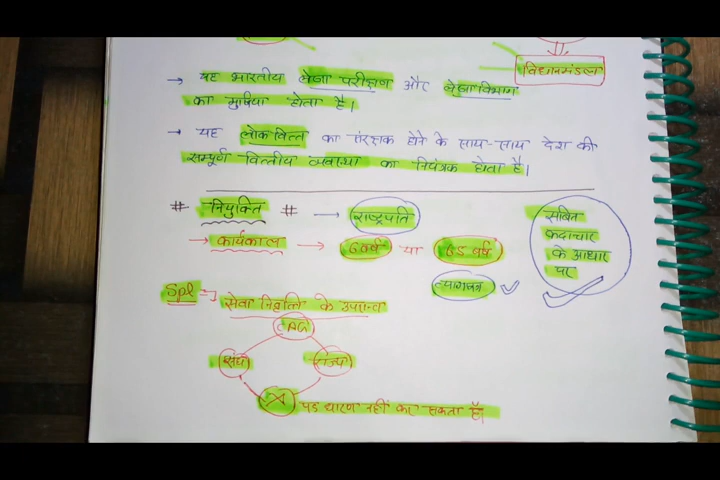 विधानमंडल
→ यह भारतीय लेखा परीक्षण और लेखा विभाग
का मुखिया होता है।
→ यह लोकवित्त का संरक्षक होने के साथ-साथ देश की
सम्पूर्ण वित्तीय व्यवस्था का नियंत्रक होता है।
# नियुक्ति # → राष्ट्रपति
→ कार्यकाल → 6 वर्ष या 65 वर्ष
साबित
कदाचार
के आधार
पर
त्यागपत्र
Spl ⇒ सेवा निवृत्ति के उपरान्त
CAG
संघ राज्य
पद धारण नहीं कर सकता है।